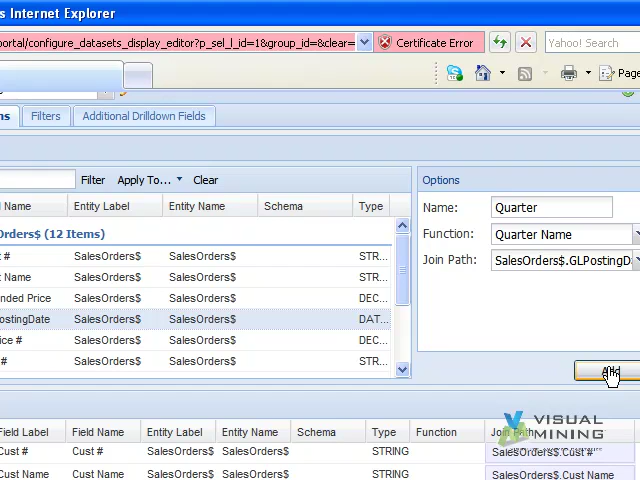 s Internet Explorer
portal/configure_datasets_display_editor?p_sel_l_id=1&group_id=&clear= Certificate Error Yahoo! Search
Page
ns Filters Additional Drilldown Fields
Filter Apply To... Clear
Options
d Name Entity Label Entity Name Schema Type
Name: Quarter
Orders$ (12 Items)
Function: Quarter Name
t # SalesOrders$ SalesOrders$ STR...
Join Path: SalesOrders$.GLPostingD
t Name SalesOrders$ SalesOrders$ STR...
nded Price SalesOrders$ SalesOrders$ DEC...
ostingDate SalesOrders$ SalesOrders$ DAT...
ice # SalesOrders$ SalesOrders$ DEC...
# SalesOrders$ SalesOrders$ STR...
Add
VISUAL
MINING
Field Label Field Name Entity Label Entity Name Schema Type Function Join Path
Cust # Cust # SalesOrders$ SalesOrders$ STRING SalesOrders$.Cust #
Cust Name Cust Name SalesOrders$ SalesOrders$ STRING SalesOrders$.Cust Name